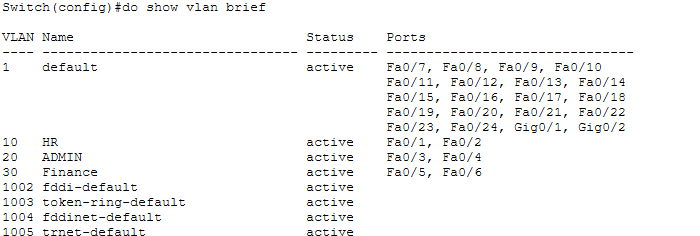 Switch(config)#do show vlan brief
VLAN Name                             Status    Ports
---- -------------------------------- --------- -------------------------------
1    default                          active    Fa0/7, Fa0/8, Fa0/9, Fa0/10
                                                Fa0/11, Fa0/12, Fa0/13, Fa0/14
                                                Fa0/15, Fa0/16, Fa0/17, Fa0/18
                                                Fa0/19, Fa0/20, Fa0/21, Fa0/22
                                                Fa0/23, Fa0/24, Gig0/1, Gig0/2
10   HR                               active    Fa0/1, Fa0/2
20   ADMIN                            active    Fa0/3, Fa0/4
30   Finance                          active    Fa0/5, Fa0/6
1002 fddi-default                     active
1003 token-ring-default               active
1004 fddinet-default                  active
1005 trnet-default                    active